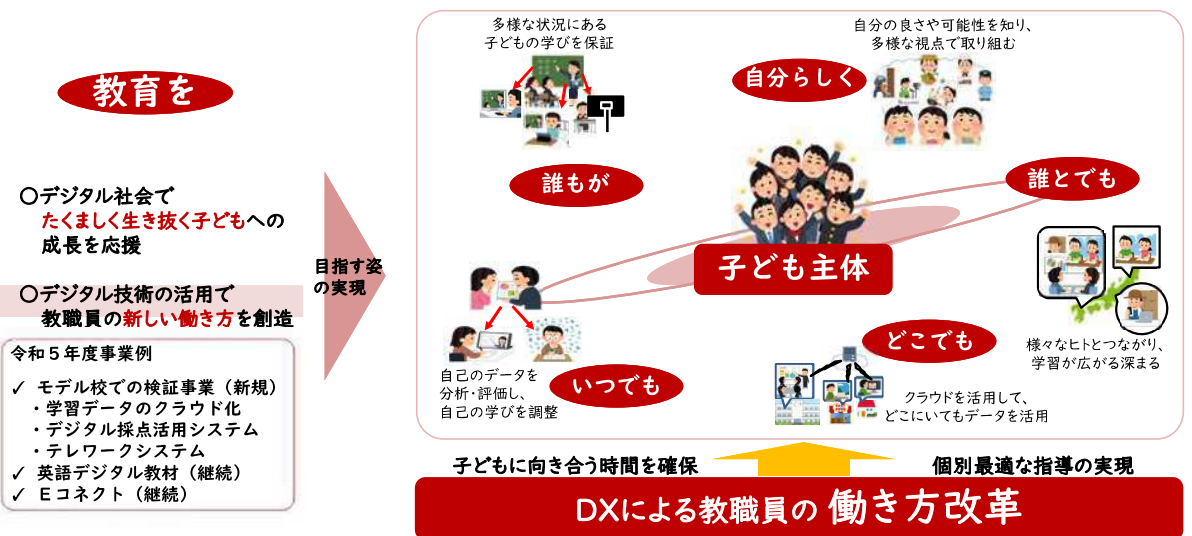 教育を
〇デジタル社会で
たくましく生き抜く子どもへの
成長を応援
〇デジタル技術の活用で
教職員の新しい働き方を創造
令和５年度事業例
✓ モデル校での検証事業（新規）
・学習データのクラウド化
・デジタル採点活用システム
・テレワークシステム
✓ 英語デジタル教材（継続）
✓ Ｅコネクト（継続）
目指す姿
の実現
多様な状況にある
子どもの学びを保証
誰もが
自分の良さや可能性を知り、
多様な視点で取り組む
自分らしく
誰とでも
様々なヒトとつながり、
学習が広がる深まる
子ども主体
自己のデータを
分析・評価し、
自己の学びを調整
いつでも
どこでも
クラウドを活用して、
どこにいてもデータを活用
子どもに向き合う時間を確保
個別最適な指導の実現
DXによる教職員の 働き方改革